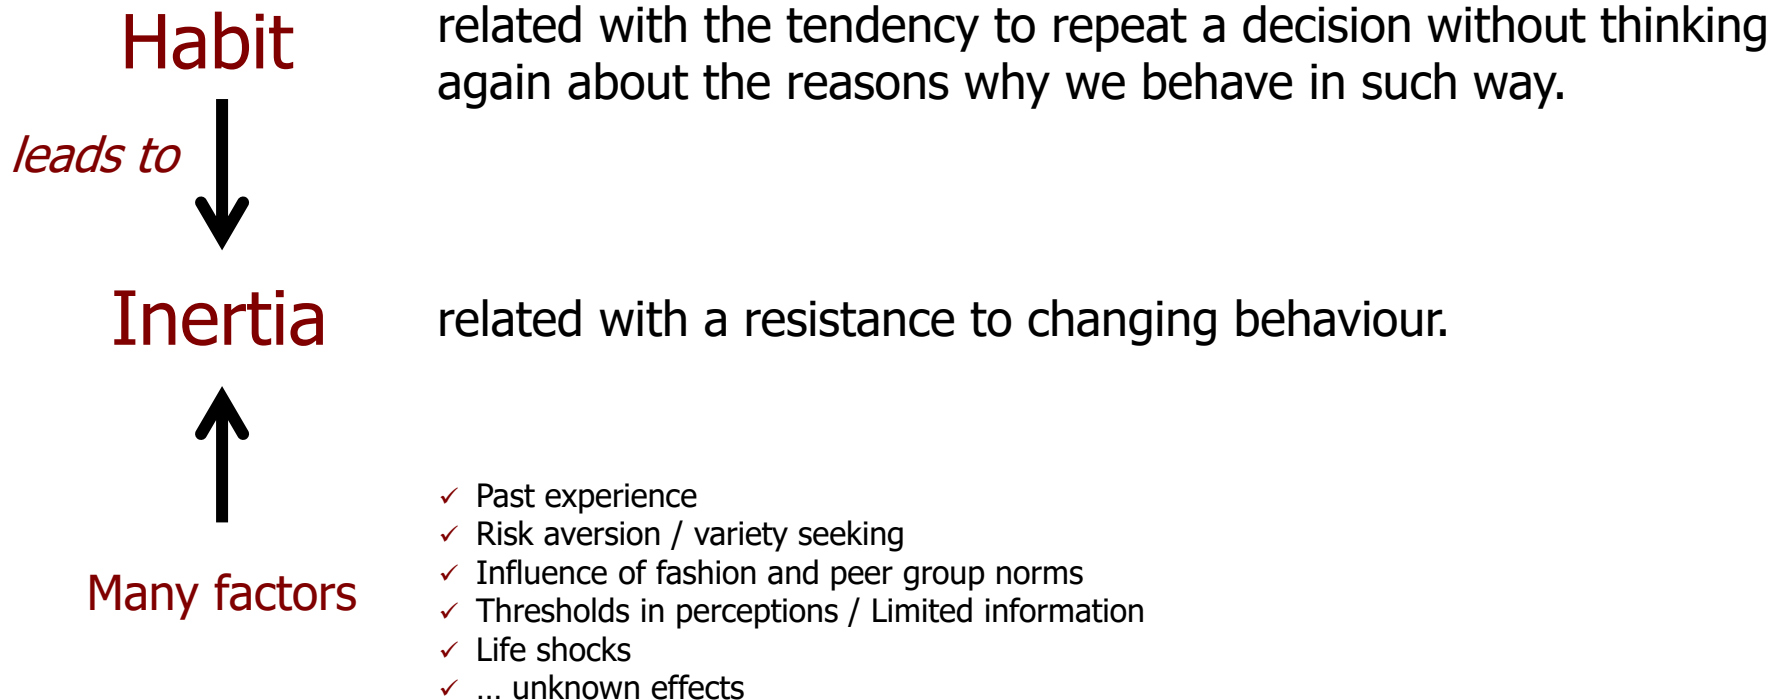 Habit
related with the tendency to repeat a decision without thinking
again about the reasons why we behave in such way.
leads to
Inertia
related with a resistance to changing behaviour.
Many factors
✓ Past experience
✓ Risk aversion / variety seeking
✓ Influence of fashion and peer group norms
✓ Thresholds in perceptions / Limited information
✓ Life shocks
✓ … unknown effects